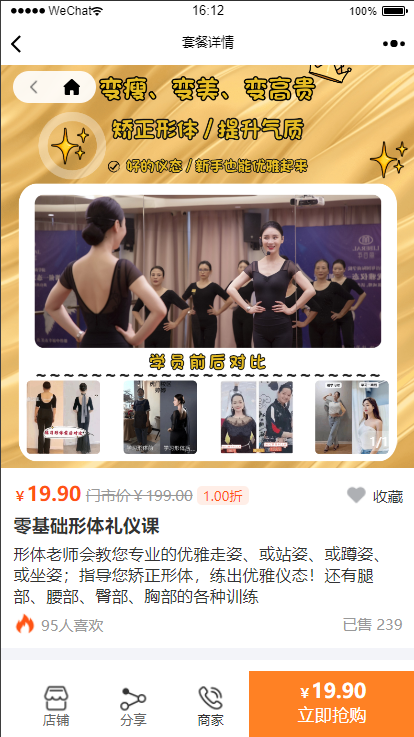 WeChat
16:12
100%
套餐详情
变瘦、变美、变高贵
矫正形体 / 提升气质
好的仪态 / 新手也能优雅起来
学员前后对比
1/1
￥19.90 门市价￥199.00 1.00折
收藏
零基础形体礼仪课
形体老师会教您专业的优雅走姿、或站姿、或蹲姿、
或坐姿；指导您矫正形体，练出优雅仪态！还有腿
部、腰部、臀部、胸部的各种训练
95人喜欢
已售 239
店铺
分享
商家
￥19.90
立即抢购